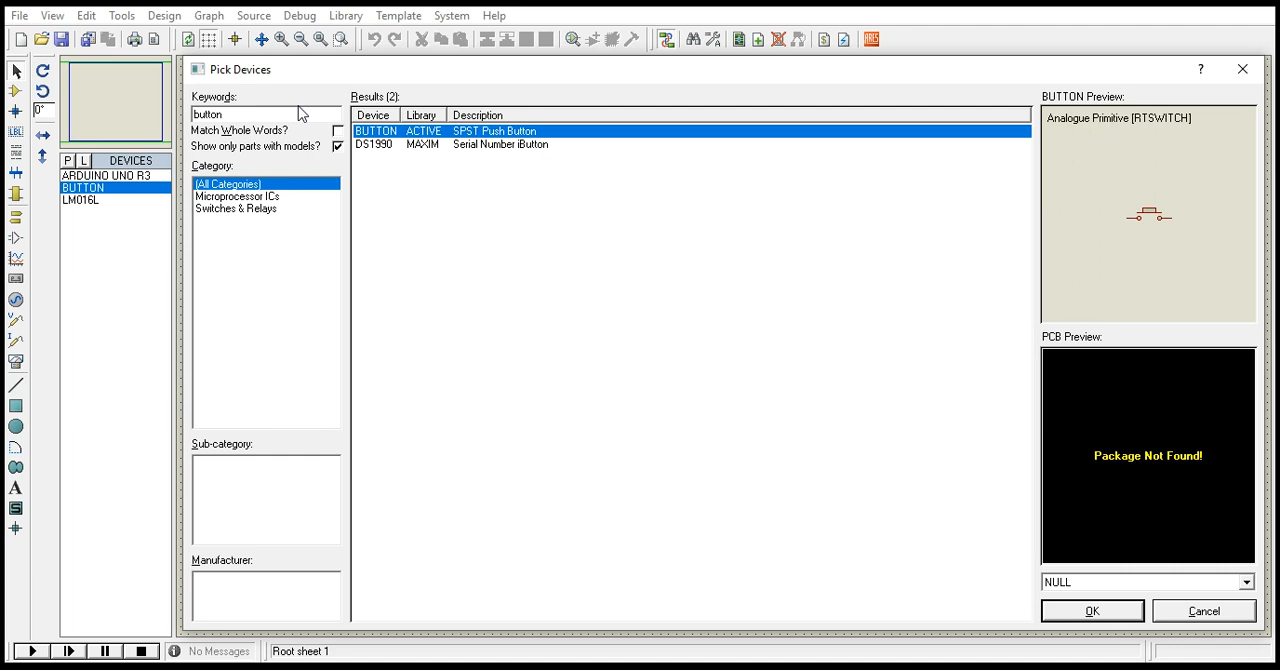 File Edit Tools Design Graph Source Debug Library Template System Help
ISIS
Pick Devices
?
Keywords:
button
Match Whole Words?
Show only parts with models?
Category:
(All Categories)
Microprocessor ICs
Switches & Relays
Sub-category:
Manufacturer:
Results (2):
Device Library Description
BUTTON ACTIVE SPST Push Button
DS1990 MAXIM Serial Number iButton
BUTTON Preview:
Analogue Primitive [RTSWITCH]
PCB Preview:
Package Not Found!
NULL
OK Cancel
0°
LBL
A
S
P L DEVICES
ARDUINO UNO R3
BUTTON
LM016L
No Messages
Root sheet 1